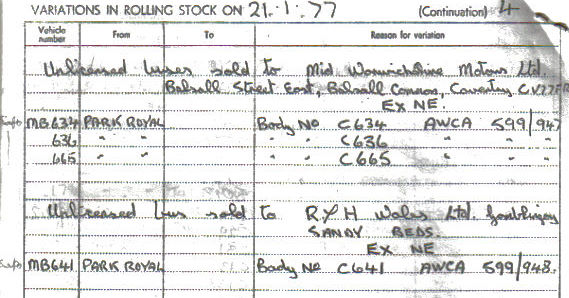 VARIATIONS IN ROLLING STOCK ON 21.1.77 (Continuation) 4
Vehicle number From To Reason for variation
Unlicensed buses sold to Mid Warwickshire Motors Ltd.
Balsall Street East, Balsall Common, Coventry CV77FR
EX NE.
MB634 PARK ROYAL Body No C634 AWCA 599/947
636 " " " " C636 " "
665 " " " " C665 " "
Unlicensed bus sold to R.Y.H Wales Ltd. Gamlingay
SANDY BEDS.
EX NE
MB641 PARK ROYAL Body No C641 AWCA 599/948.